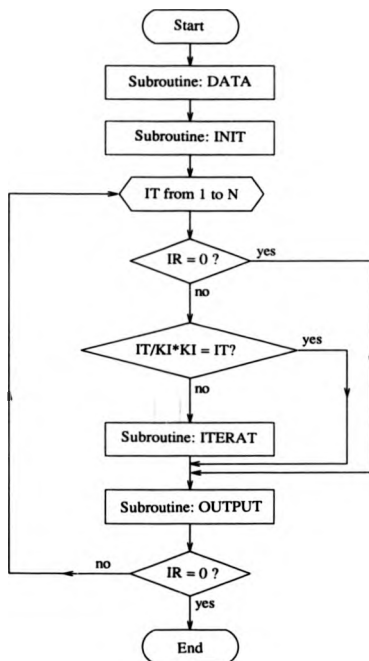 Start
Subroutine: DATA
Subroutine: INIT
IT from 1 to N
IR = 0 ?
yes
no
IT/KI*KI = IT?
yes
no
Subroutine: ITERAT
Subroutine: OUTPUT
no
IR = 0 ?
yes
End